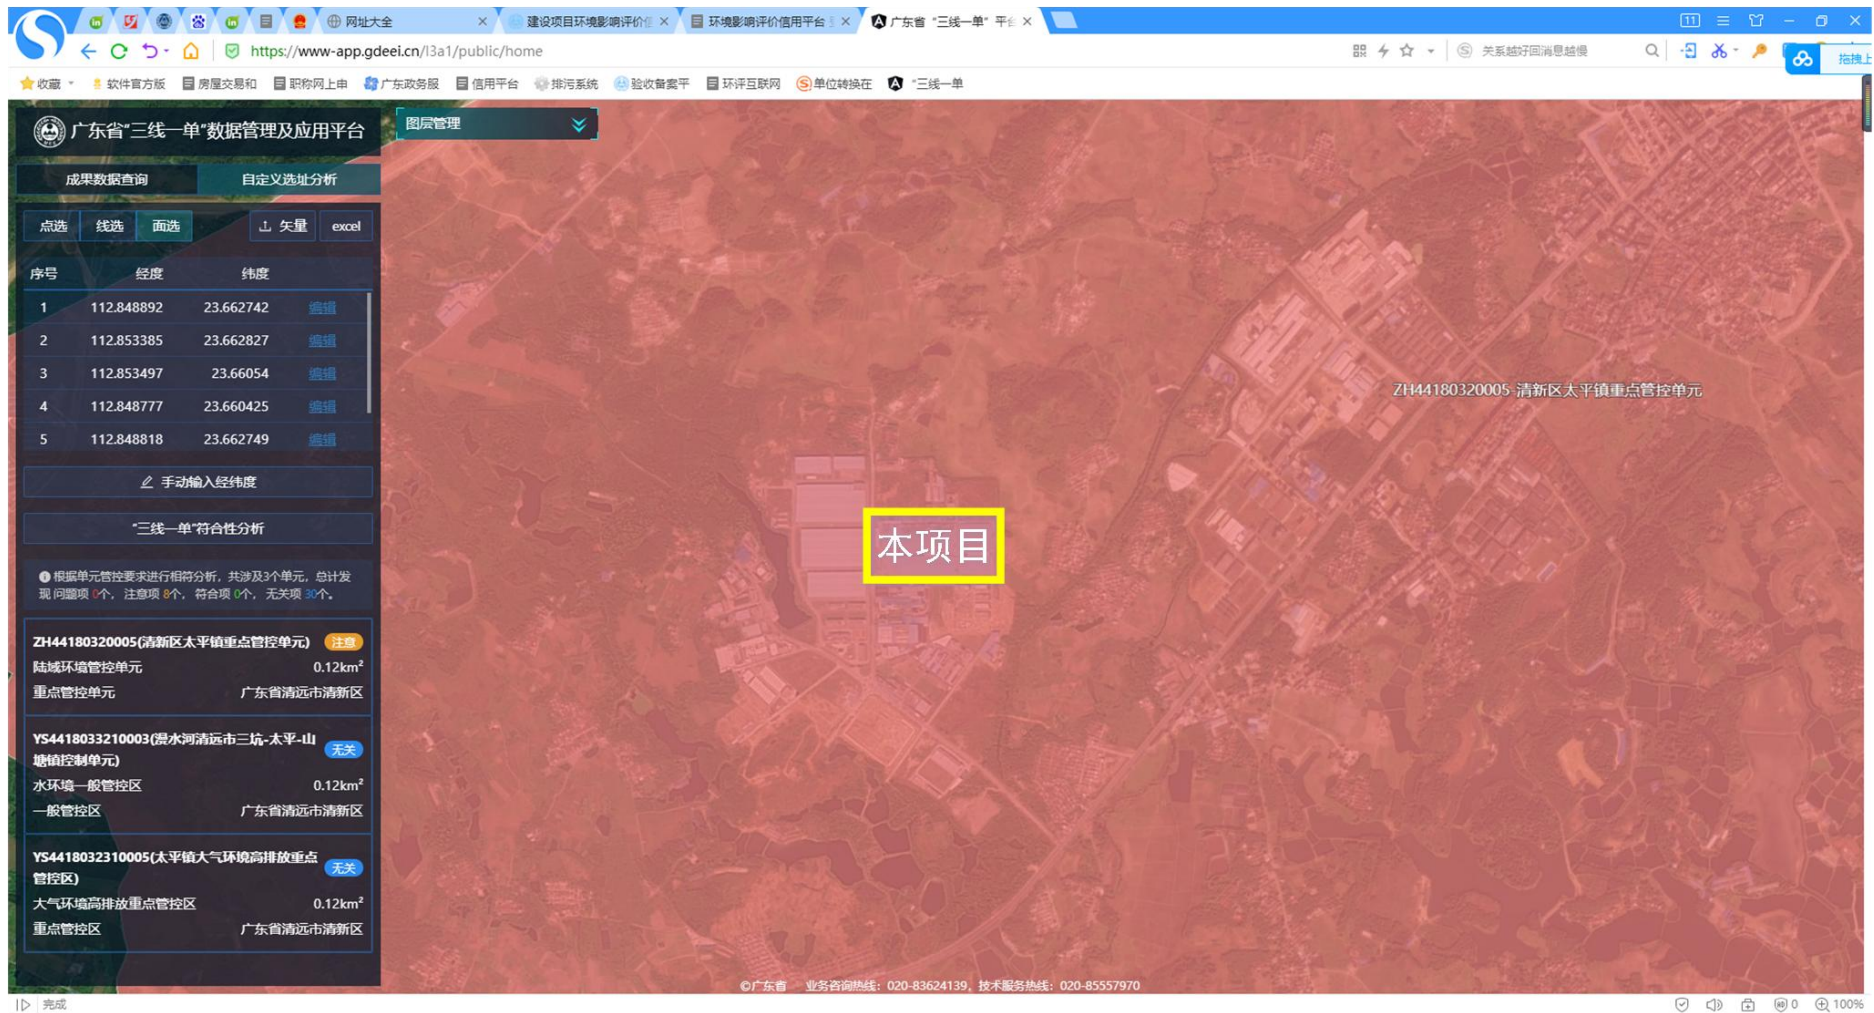 网址大全
建设项目环境影响评价信
环境影响评价信用平台
广东省“三线一单”平台
11
https://www-app.gdeei.cn/l3a1/public/home
关系越好回消息越慢
拖拽上
收藏
软件官方版
房屋交易和
职称网上申
广东政务服
信用平台
排污系统
验收备案平
环评互联网
单位转换在
“三线一单
广东省“三线一单”数据管理及应用平台
图层管理
成果数据查询 自定义选址分析
点选 线选 面选 矢量 excel
序号 经度 纬度
1 112.848892 23.662742 编辑
2 112.853385 23.662827 编辑
3 112.853497 23.66054 编辑
4 112.848777 23.660425 编辑
5 112.848818 23.662749 编辑
手动输入经纬度
“三线一单”符合性分析
根据单元管控要求进行相符分析，共涉及3个单元，总计发
现 问题项 0个， 注意项 8个， 符合项 0个， 无关项 30个。
ZH44180320005(清新区太平镇重点管控单元) 注意
陆域环境管控单元 0.12km²
重点管控单元 广东省清远市清新区
YS4418033210003(漫水河清远市三坑-太平-山
塘镇控制单元) 无关
水环境一般管控区 0.12km²
一般管控区 广东省清远市清新区
YS4418032310005(太平镇大气环境高排放重点
管控区) 无关
大气环境高排放重点管控区 0.12km²
重点管控区 广东省清远市清新区
ZH44180320005-清新区太平镇重点管控单元
本项目
©广东省 业务咨询热线：020-83624139，技术服务热线：020-85557970
完成
0
100%